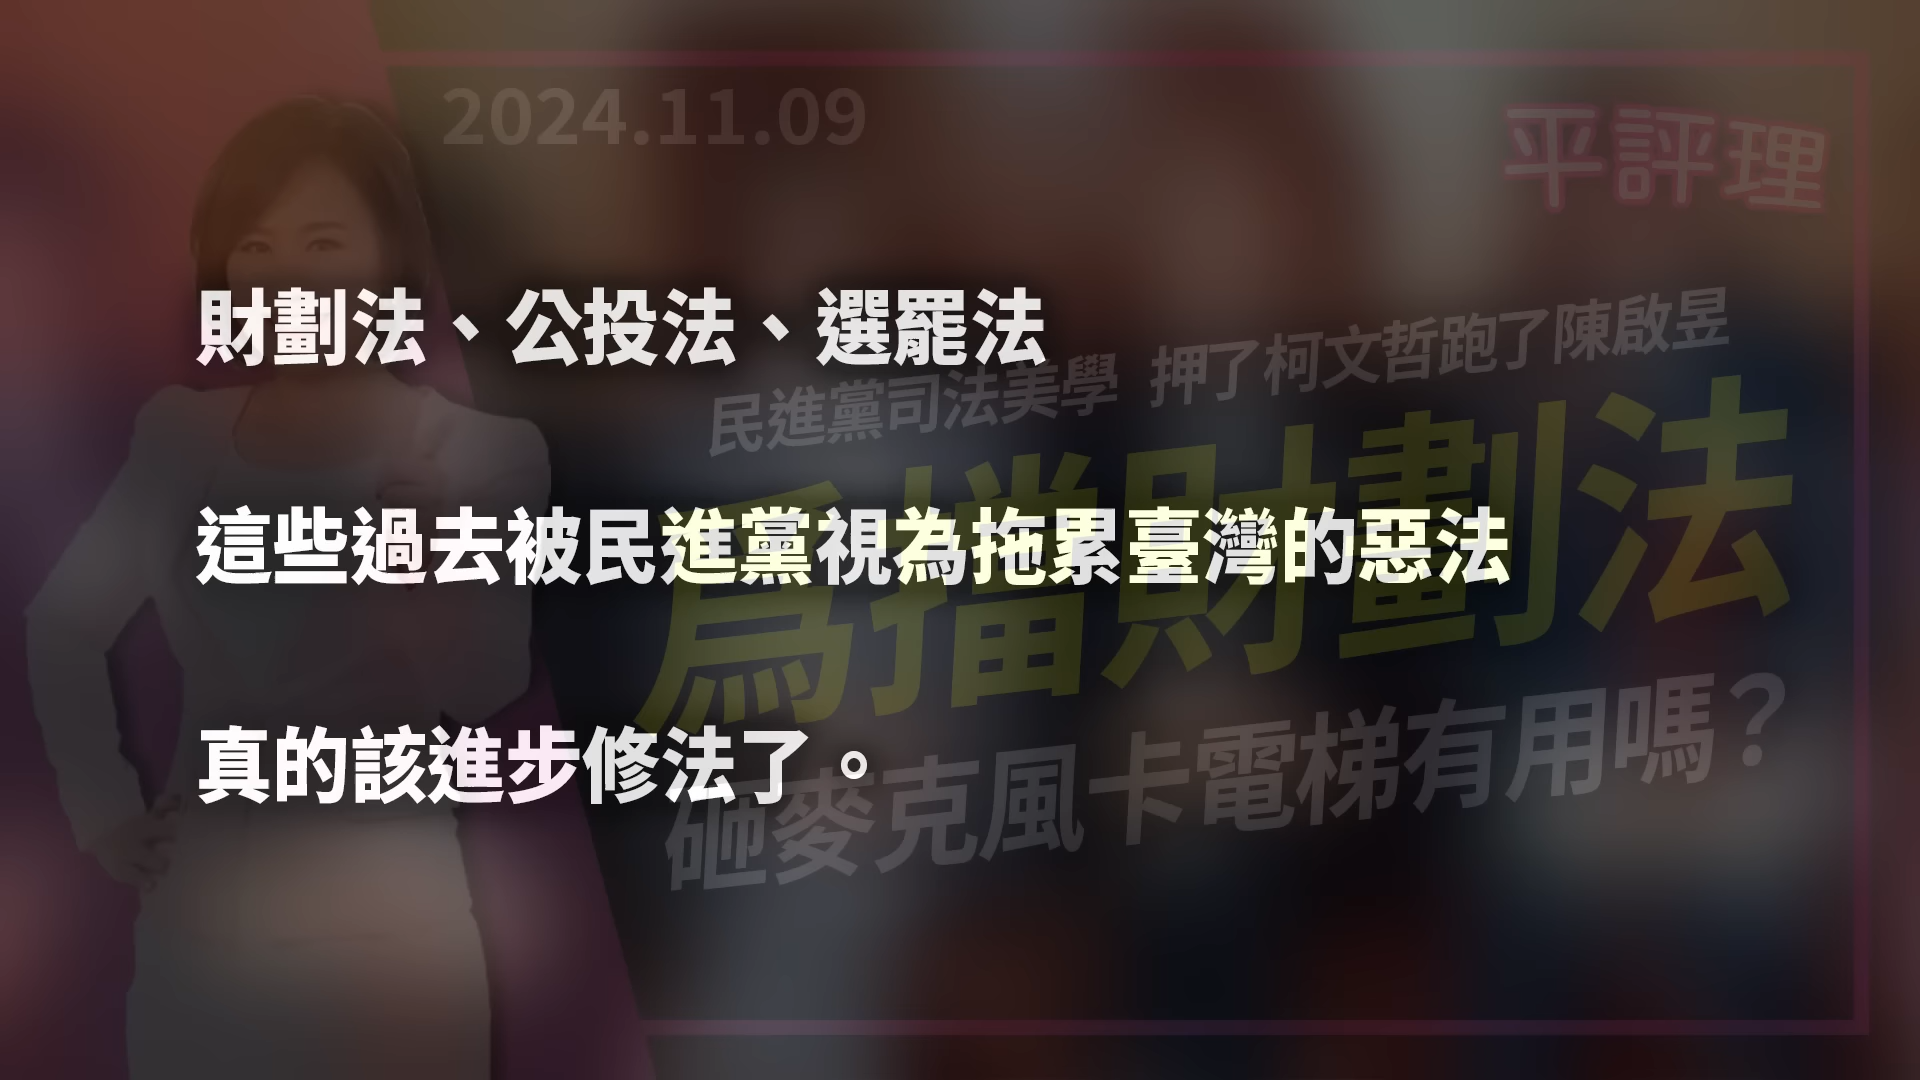 2024.11.09
平評理
財劃法、公投法、選罷法
民進黨司法美學 押了柯文哲跑了陳啟昱
這些過去被民進黨視為拖累臺灣的惡法
爲擋財劃法
真的該進步修法了。
砸麥克風卡電梯有用嗎？